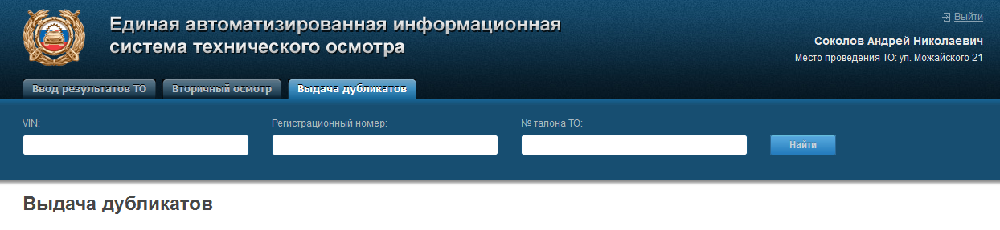 Единая автоматизированная информационная
система технического осмотра
Выйти
Соколов Андрей Николаевич
Место проведения ТО: ул. Можайского 21
Ввод результатов ТО
Вторичный осмотр
Выдача дубликатов
VIN:
Регистрационный номер:
№ талона ТО:
Найти
Выдача дубликатов